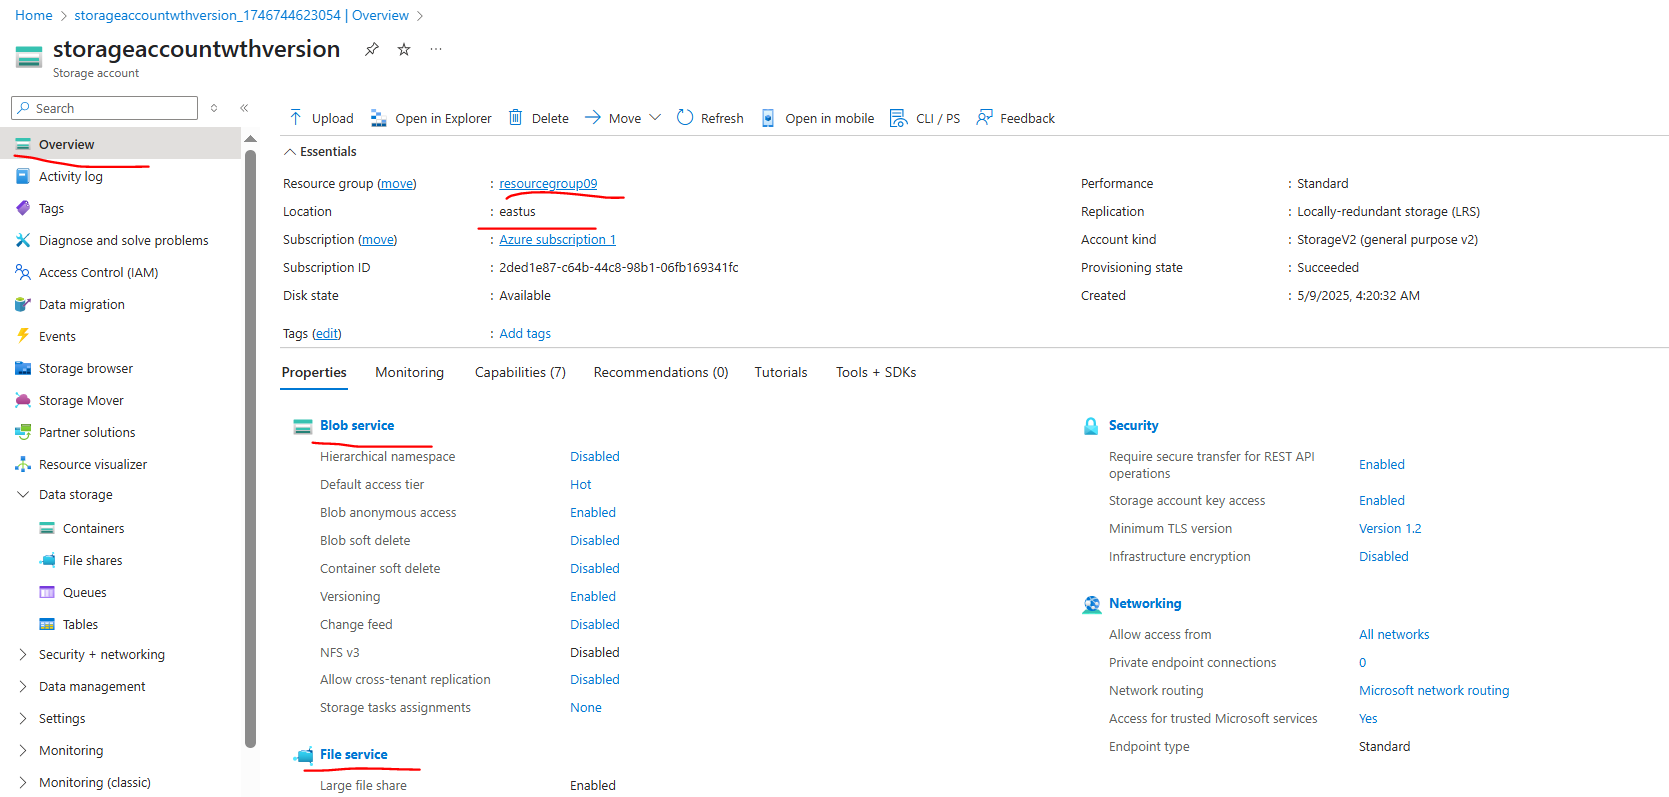 Home > storageaccountwthversion_1746744623054 | Overview >
storageaccountwthversion
Storage account
Search
Overview
Activity log
Tags
Diagnose and solve problems
Access Control (IAM)
Data migration
Events
Storage browser
Storage Mover
Partner solutions
Resource visualizer
Data storage
Containers
File shares
Queues
Tables
Security + networking
Data management
Settings
Monitoring
Monitoring (classic)
Upload Open in Explorer Delete Move Refresh Open in mobile CLI / PS Feedback
Essentials
Resource group (move) : resourcegroup09
Location : eastus
Subscription (move) : Azure subscription 1
Subscription ID : 2ded1e87-c64b-44c8-98b1-06fb169341fc
Disk state : Available
Tags (edit) : Add tags
Performance : Standard
Replication : Locally-redundant storage (LRS)
Account kind : StorageV2 (general purpose v2)
Provisioning state : Succeeded
Created : 5/9/2025, 4:20:32 AM
Properties Monitoring Capabilities (7) Recommendations (0) Tutorials Tools + SDKs
Blob service
Hierarchical namespace Disabled
Default access tier Hot
Blob anonymous access Enabled
Blob soft delete Disabled
Container soft delete Disabled
Versioning Enabled
Change feed Disabled
NFS v3 Disabled
Allow cross-tenant replication Disabled
Storage tasks assignments None
File service
Large file share Enabled
Security
Require secure transfer for REST API
operations Enabled
Storage account key access Enabled
Minimum TLS version Version 1.2
Infrastructure encryption Disabled
Networking
Allow access from All networks
Private endpoint connections 0
Network routing Microsoft network routing
Access for trusted Microsoft services Yes
Endpoint type Standard